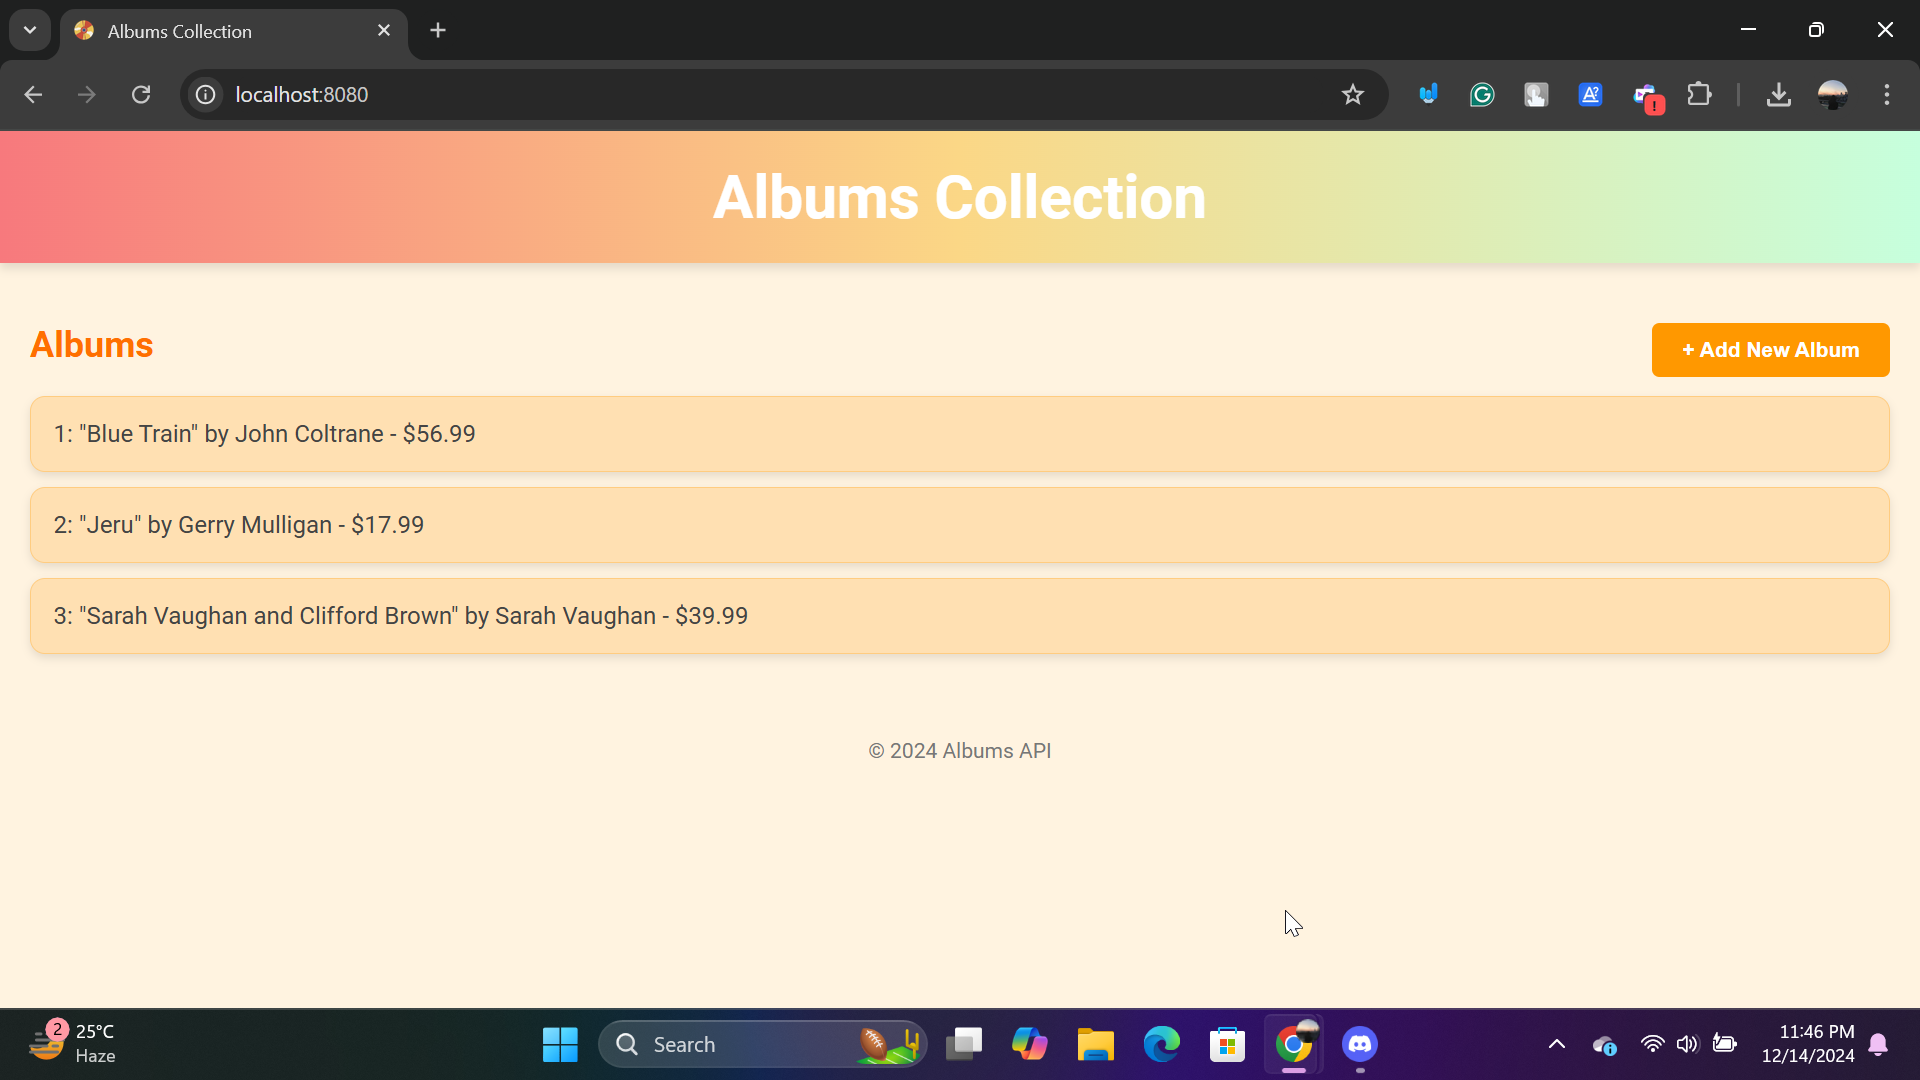 Albums Collection
localhost:8080
Albums Collection
Albums
+ Add New Album
1: "Blue Train" by John Coltrane - $56.99
2: "Jeru" by Gerry Mulligan - $17.99
3: "Sarah Vaughan and Clifford Brown" by Sarah Vaughan - $39.99
© 2024 Albums API
2
25°C
Haze
Search
11:46 PM
12/14/2024